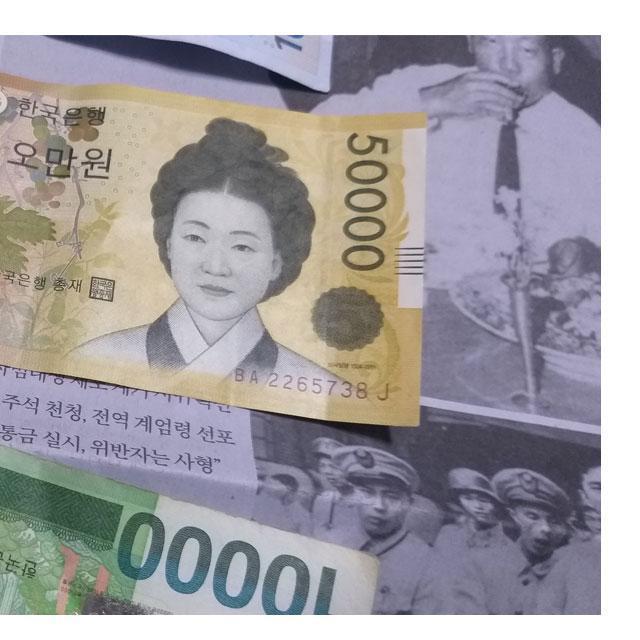 한국은행
오만원
50000
국은행 총재
BA 2265738 J
주석 천청, 전역 계엄령 선포
통금 실시, 위반자는 사형”
10000